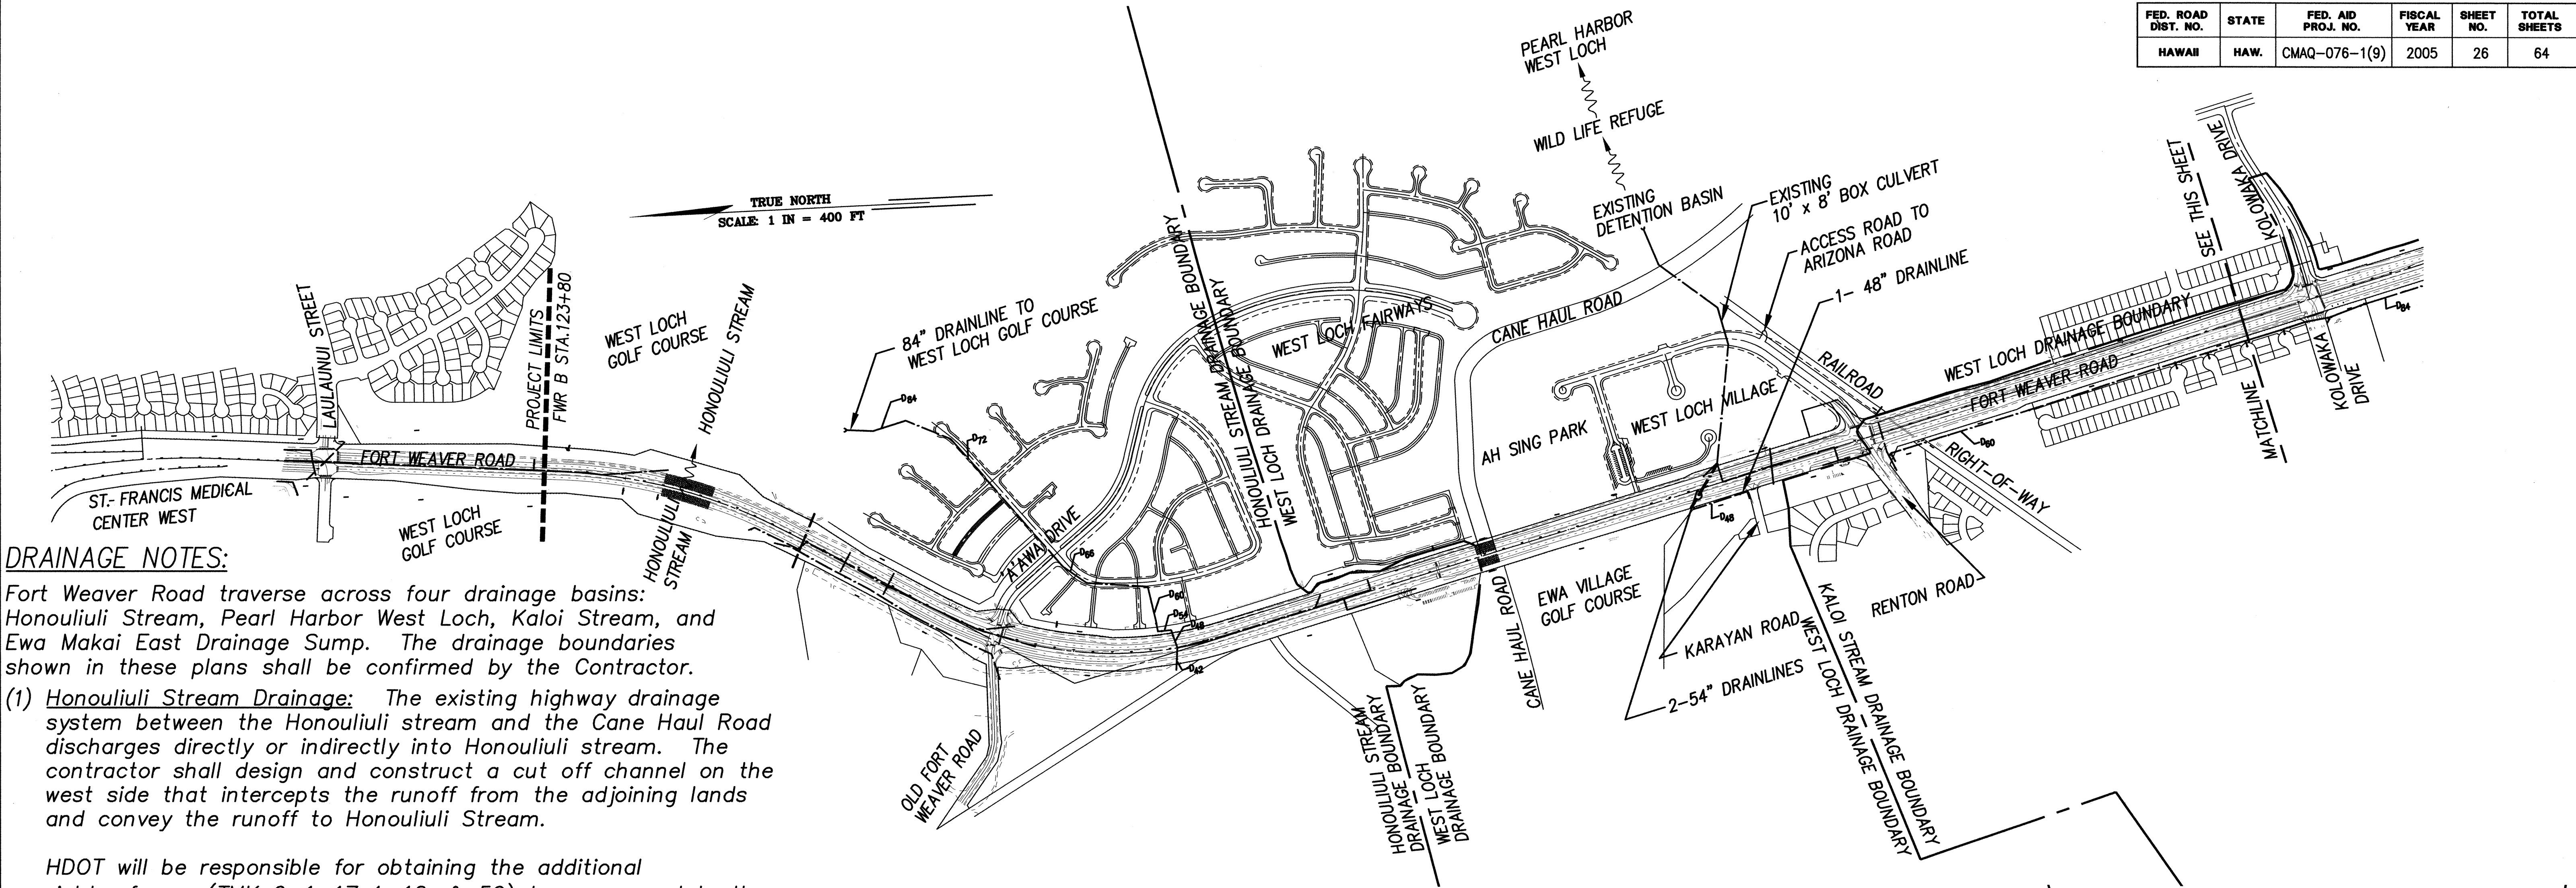 FED. ROAD DIST. NO. STATE FED. AID PROJ. NO. FISCAL YEAR SHEET NO. TOTAL SHEETS
HAWAII HAW. CMAQ-076-1(9) 2005 26 64
PEARL HARBOR
WEST LOCH
WILD LIFE REFUGE
EXISTING
DETENTION BASIN
EXISTING
10' x 8' BOX CULVERT
ACCESS ROAD TO
ARIZONA ROAD
1- 48" DRAINLINE
TRUE NORTH
SCALE: 1 IN = 400 FT
LAULAUNUI STREET
PROJECT LIMITS
FWR B STA.123+80
WEST LOCH
GOLF COURSE
HONOULIULI STREAM
84" DRAINLINE TO
WEST LOCH GOLF COURSE
D84
D72
HONOULIULI STREAM DRAINAGE BOUNDARY
WEST LOCH DRAINAGE BOUNDARY
WEST LOCH FAIRWAYS
CANE HAUL ROAD
AH SING PARK
WEST LOCH VILLAGE
RAILROAD
RIGHT-OF-WAY
WEST LOCH DRAINAGE BOUNDARY
FORT WEAVER ROAD
SEE THIS SHEET
MATCHLINE
KOLOWAKA DRIVE
KOLOWAKA
KOLOWAKA
DRIVE
D84
D60
FORT WEAVER ROAD
ST. FRANCIS MEDICAL
CENTER WEST
WEST LOCH
GOLF COURSE
HONOULIULI
STREAM
'A'AWA DRIVE
D66
D60
D54
D48
D42
OLD FORT
WEAVER ROAD
HONOULIULI STREAM
DRAINAGE BOUNDARY
WEST LOCH
DRAINAGE BOUNDARY
CANE HAUL ROAD
EWA VILLAGE
GOLF COURSE
D48
KARAYAN ROAD
2-54" DRAINLINES
RENTON ROAD
KALOI STREAM DRAINAGE BOUNDARY
WEST LOCH DRAINAGE BOUNDARY
DRAINAGE NOTES:
Fort Weaver Road traverse across four drainage basins:
Honouliuli Stream, Pearl Harbor West Loch, Kaloi Stream, and
Ewa Makai East Drainage Sump. The drainage boundaries
shown in these plans shall be confirmed by the Contractor.
(1) Honouliuli Stream Drainage: The existing highway drainage
system between the Honouliuli stream and the Cane Haul Road
discharges directly or indirectly into Honouliuli stream. The
contractor shall design and construct a cut off channel on the
west side that intercepts the runoff from the adjoining lands
and convey the runoff to Honouliuli Stream.
HDOT will be responsible for obtaining the additional